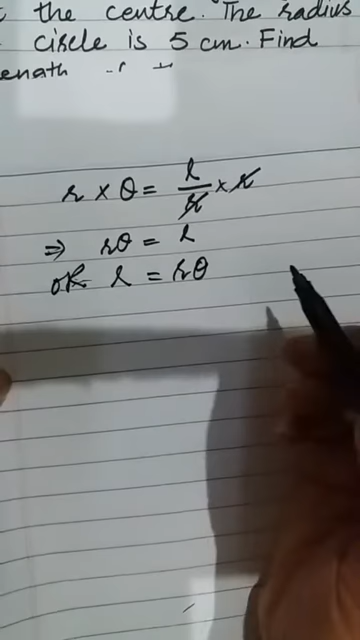 the centre. The radius
circle is 5 cm. Find
r × θ = l/r × r
⇒ rθ = l
or l = rθ